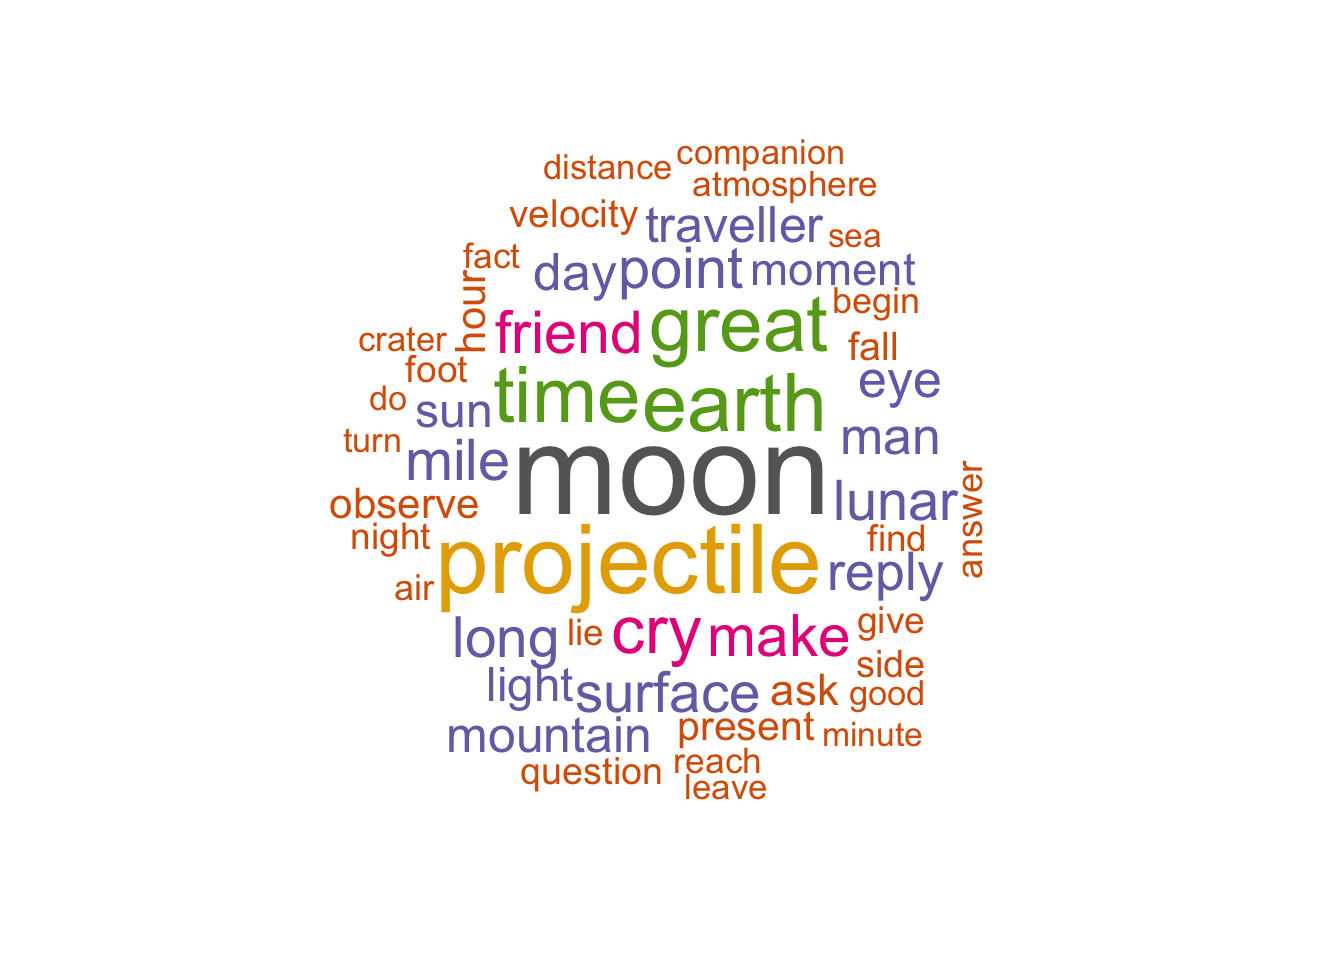 companion
distance
atmosphere
velocity traveller sea
fact day point moment
hour friend great begin
crater fall
foot time earth eye
do sun man
turn mile moon lunar answer
observe find
night projectile reply
air
long lie cry make give
light surface ask side
good
mountain present minute
question reach
leave